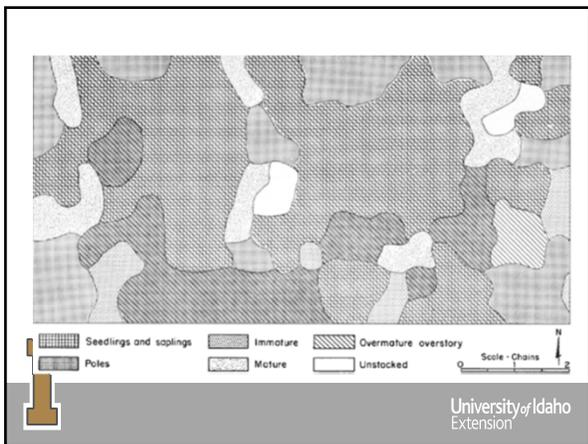 Seedlings and saplings
Immature
Overmature overstory
N
Poles
Mature
Unstocked
Scale - Chains
0 1 2
University of Idaho
Extension